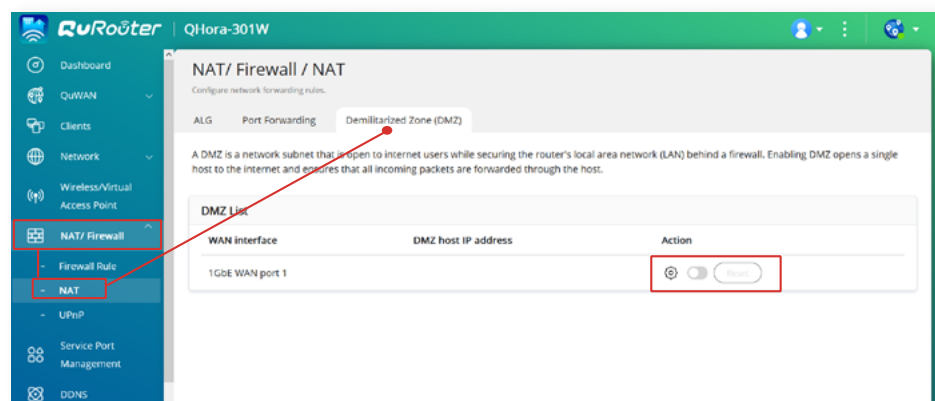 QuRouter QHora-301W
Dashboard
QuWAN
Clients
Network
Wireless/Virtual
Access Point
NAT/ Firewall
Firewall Rule
NAT
UPnP
Service Port
Management
DDNS
NAT/ Firewall / NAT
Configure network forwarding rules.
ALG Port Forwarding Demilitarized Zone (DMZ)
A DMZ is a network subnet that is open to internet users while securing the router's local area network (LAN) behind a firewall. Enabling DMZ opens a single
host to the internet and ensures that all incoming packets are forwarded through the host.
DMZ List
WAN interface DMZ host IP address Action
1GbE WAN port 1 Reset